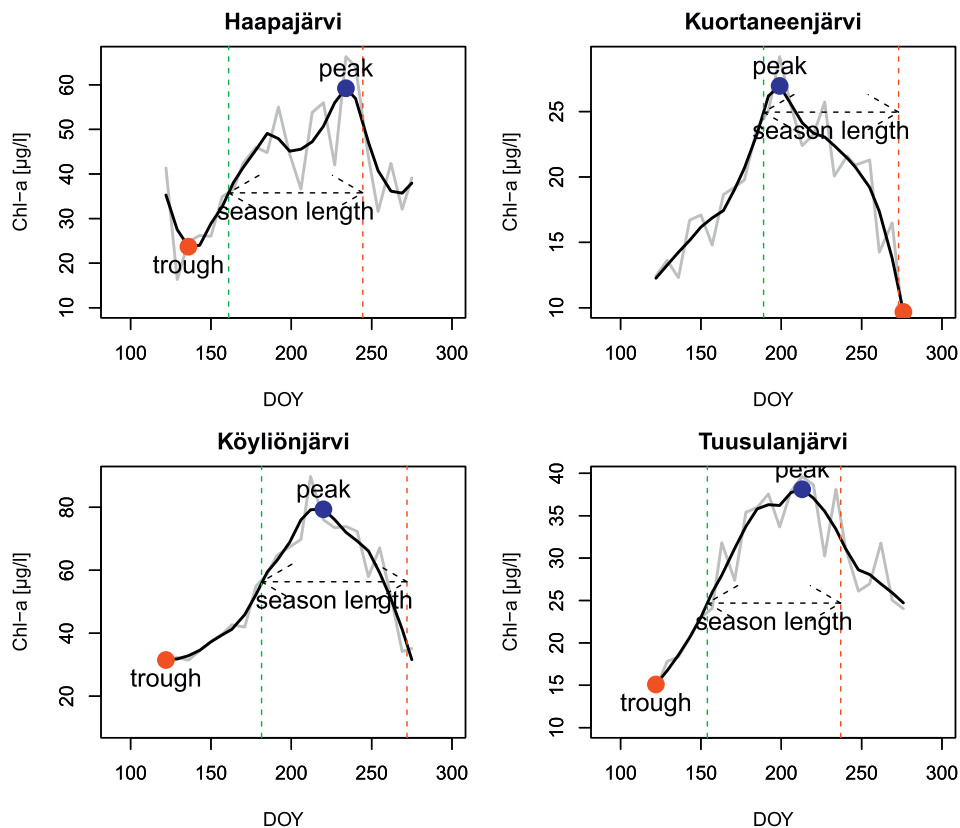 Haapajärvi
Chl−a [µg/l]
60
50
40
30
20
10
peak
season length
trough
100 150 200 250 300
DOY
Kuortaneenjärvi
Chl−a [µg/l]
25
20
15
10
peak
season length
100 150 200 250 300
DOY
Köyliönjärvi
Chl−a [µg/l]
80
60
40
20
peak
season length
trough
100 150 200 250 300
DOY
Tuusulanjärvi
Chl−a [µg/l]
40
35
30
25
20
15
10
peak
season length
trough
100 150 200 250 300
DOY